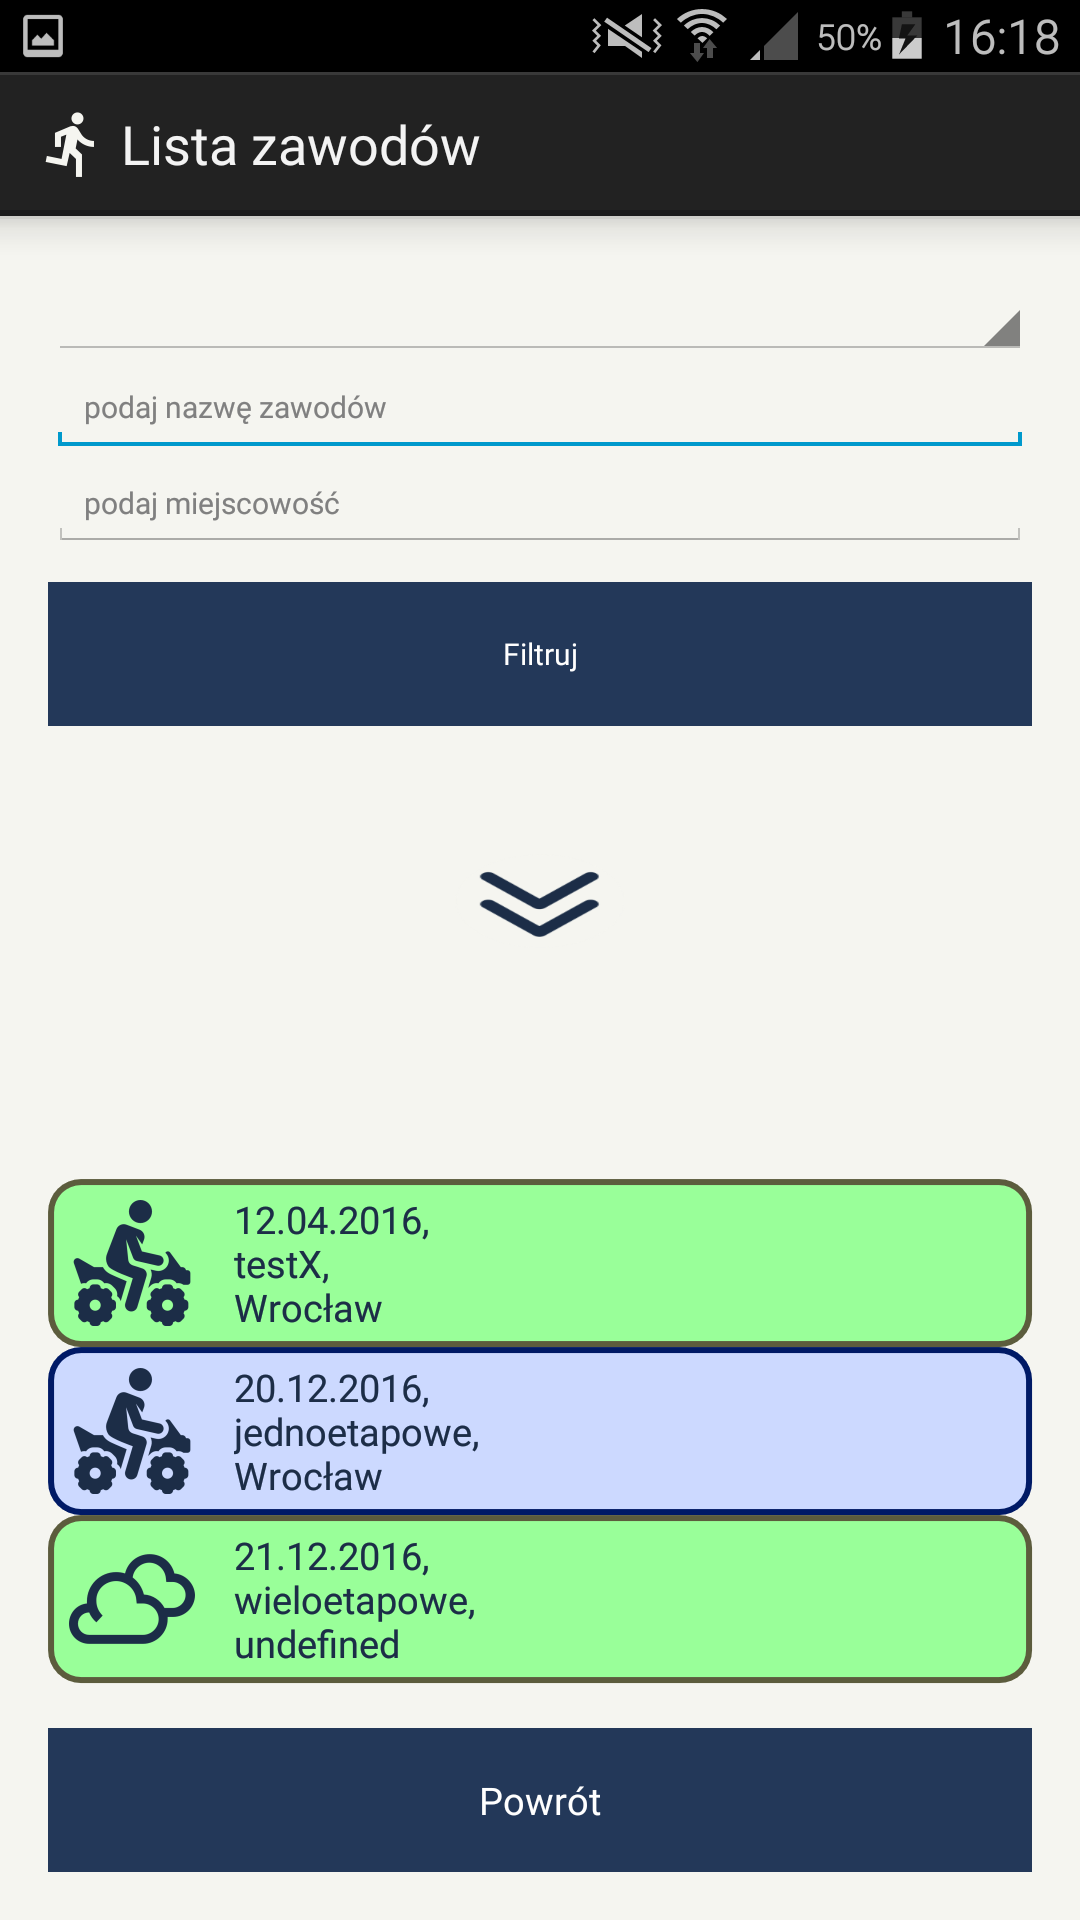 50% 16:18
Lista zawodów
podaj nazwę zawodów
podaj miejscowość
Filtruj
12.04.2016,
testX,
Wrocław
20.12.2016,
jednoetapowe,
Wrocław
21.12.2016,
wieloetapowe,
undefined
Powrót